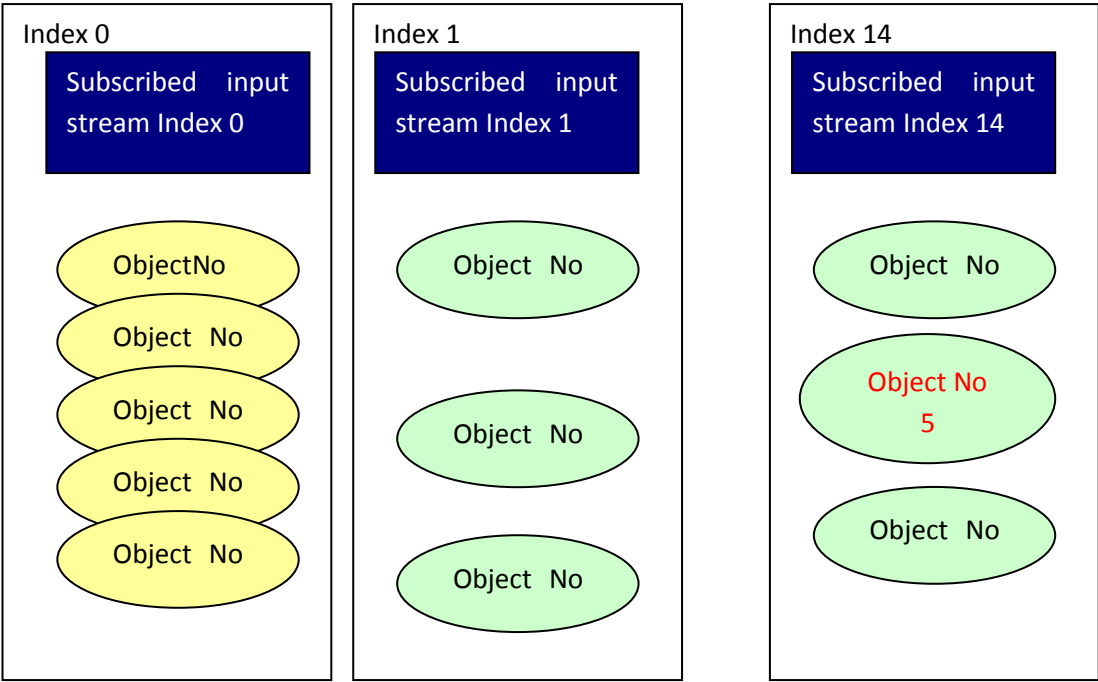 Index 0
Subscribed input
stream Index 0
ObjectNo
Object No
Object No
Object No
Object No
Index 1
Subscribed input
stream Index 1
Object No
Object No
Object No
Index 14
Subscribed input
stream Index 14
Object No
Object No
5
Object No